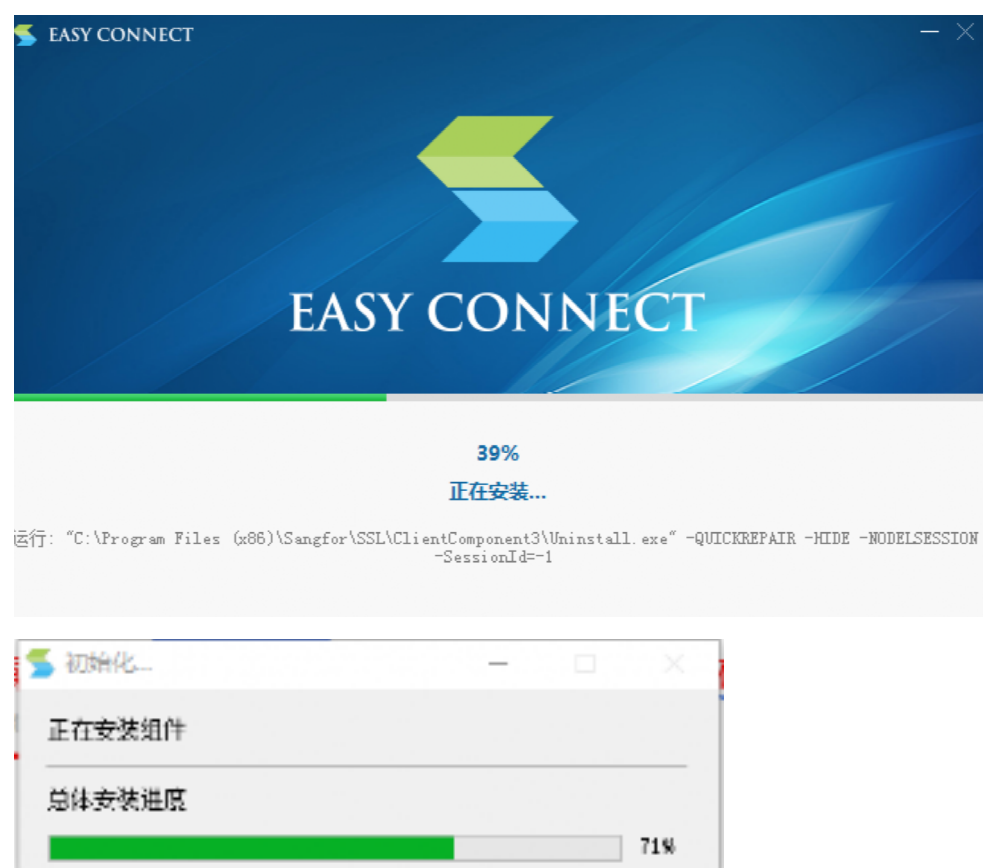 EASY CONNECT
EASY CONNECT
39%
正在安装...
运行: "C:\Program Files (x86)\Sangfor\SSL\ClientComponent3\Uninstall.exe" -QUICKREPAIR -HIDE -NODELSESSION
-SessionId=-1
初始化...
正在安装组件
总体安装进度
71%